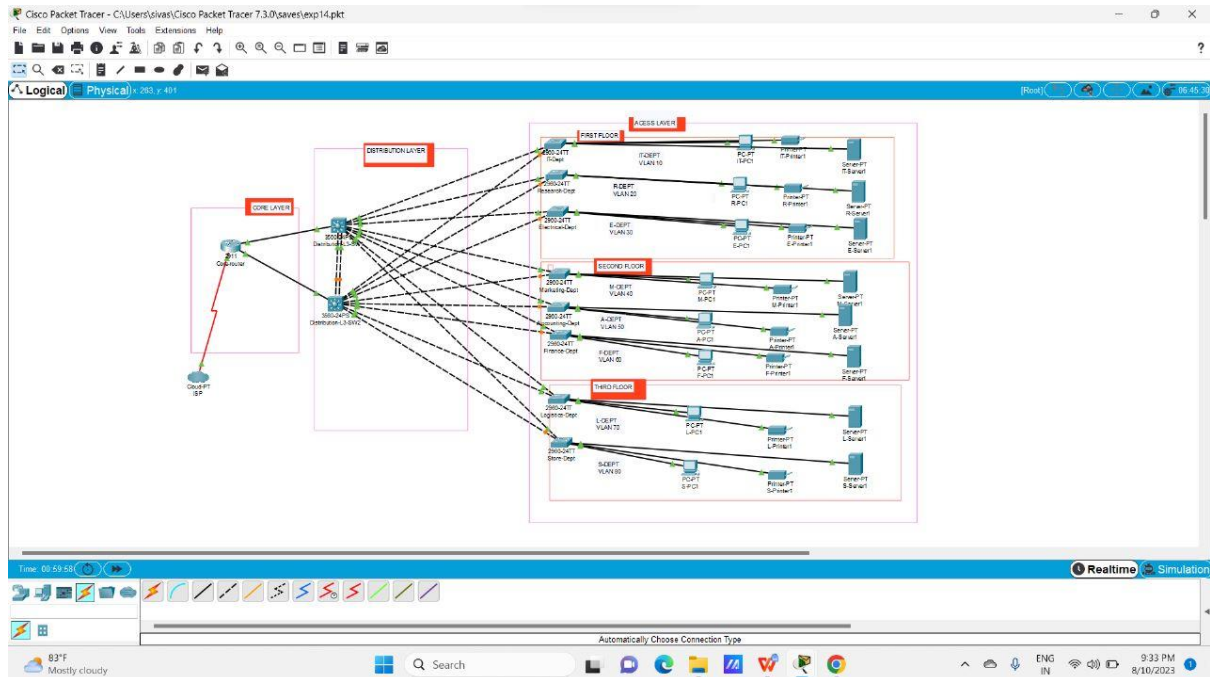 Cisco Packet Tracer - C:\Users\sivas\Cisco Packet Tracer 7.3.0\saves\exp14.pkt
File Edit Options View Tools Extensions Help
?
Logical
Physical
x: 263, y: 401
[Root]
06:45:30
ACESS LAYER
FIRST FLOOR
DISTRIBUTION LAYER
CORE LAYER
2960-24TT
IT-Dept
IT-DEPT
VLAN 10
PC-PT
IT-PC1
Printer-PT
IT-Printer1
Server-PT
IT-Server1
2960-24TT
Research-Dept
R-DEPT
VLAN 20
PC-PT
R-PC1
Printer-PT
R-Printer1
Server-PT
R-Server1
2960-24TT
Electrical-Dept
E-DEPT
VLAN 30
PC-PT
E-PC1
Printer-PT
E-Printer1
Server-PT
E-Server1
Core-router
Distribution-L3-SW2
Cloud-PT
ISP
SECOND FLOOR
2960-24TT
Marketing-Dept
M-DEPT
VLAN 40
PC-PT
M-PC1
Printer-PT
M-Printer1
Server-PT
M-Server1
2960-24TT
Accounting-Dept
A-DEPT
VLAN 50
PC-PT
A-PC1
Printer-PT
A-Printer1
Server-PT
A-Server1
2960-24TT
Finance-Dept
F-DEPT
VLAN 60
PC-PT
F-PC1
Printer-PT
F-Printer1
Server-PT
F-Server1
THIRD FLOOR
2960-24TT
Logistics-Dept
L-DEPT
VLAN 70
PC-PT
L-PC1
Printer-PT
L-Printer1
Server-PT
L-Server1
2960-24TT
Store-Dept
S-DEPT
VLAN 80
PC-PT
S-PC1
Printer-PT
S-Printer1
Server-PT
S-Server1
Time: 00:59:58
Realtime
Simulation
Automatically Choose Connection Type
83°F
Mostly cloudy
Search
ENG
IN
9:33 PM
8/10/2023
1